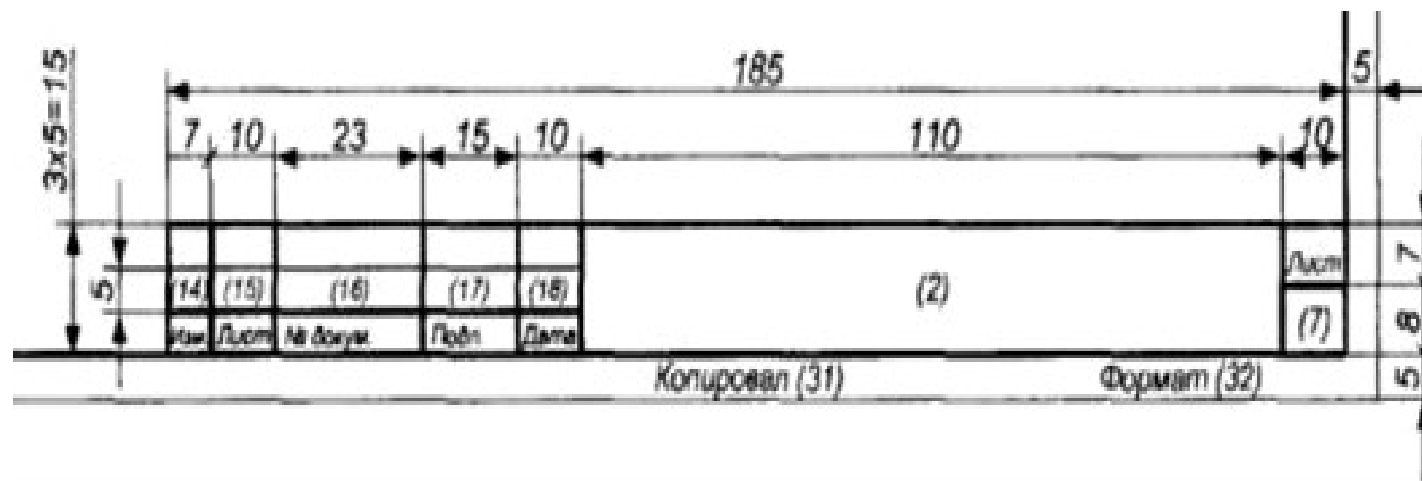 185 5
3x5=15 7 10 23 15 10 110 10
Лист 7
5 (14) (15) (16) (17) (18) (2)
(7) 8
Изм. Лист № докум. Подп. Дата
Копировал (31) Формат (32) 5